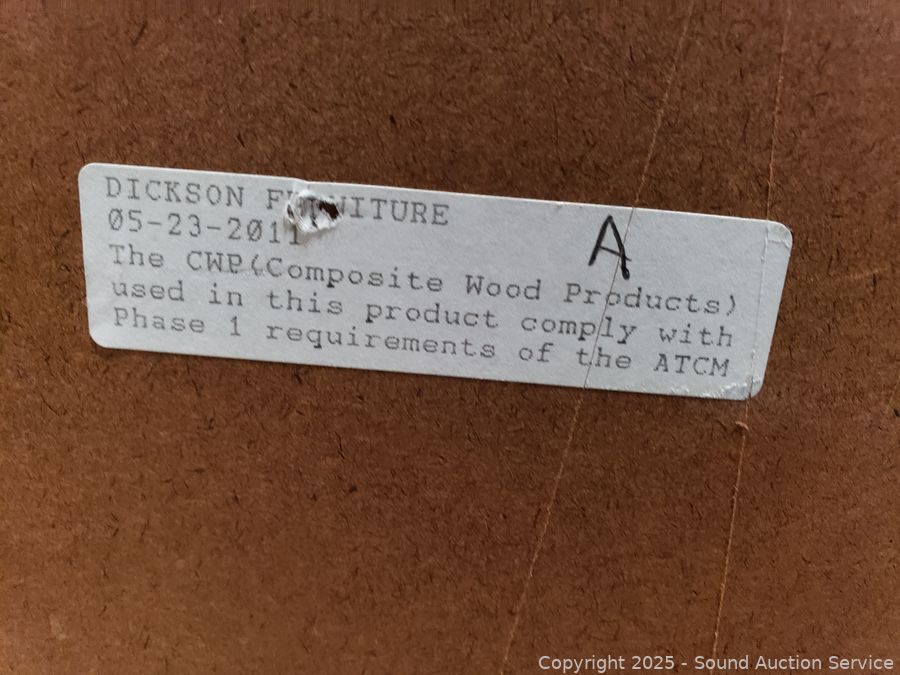 DICKSON FURNITURE
05-23-2011
A
The CWP(Composite Wood Products)
used in this product comply with
Phase 1 requirements of the ATCM
Copyright 2025 - Sound Auction Service